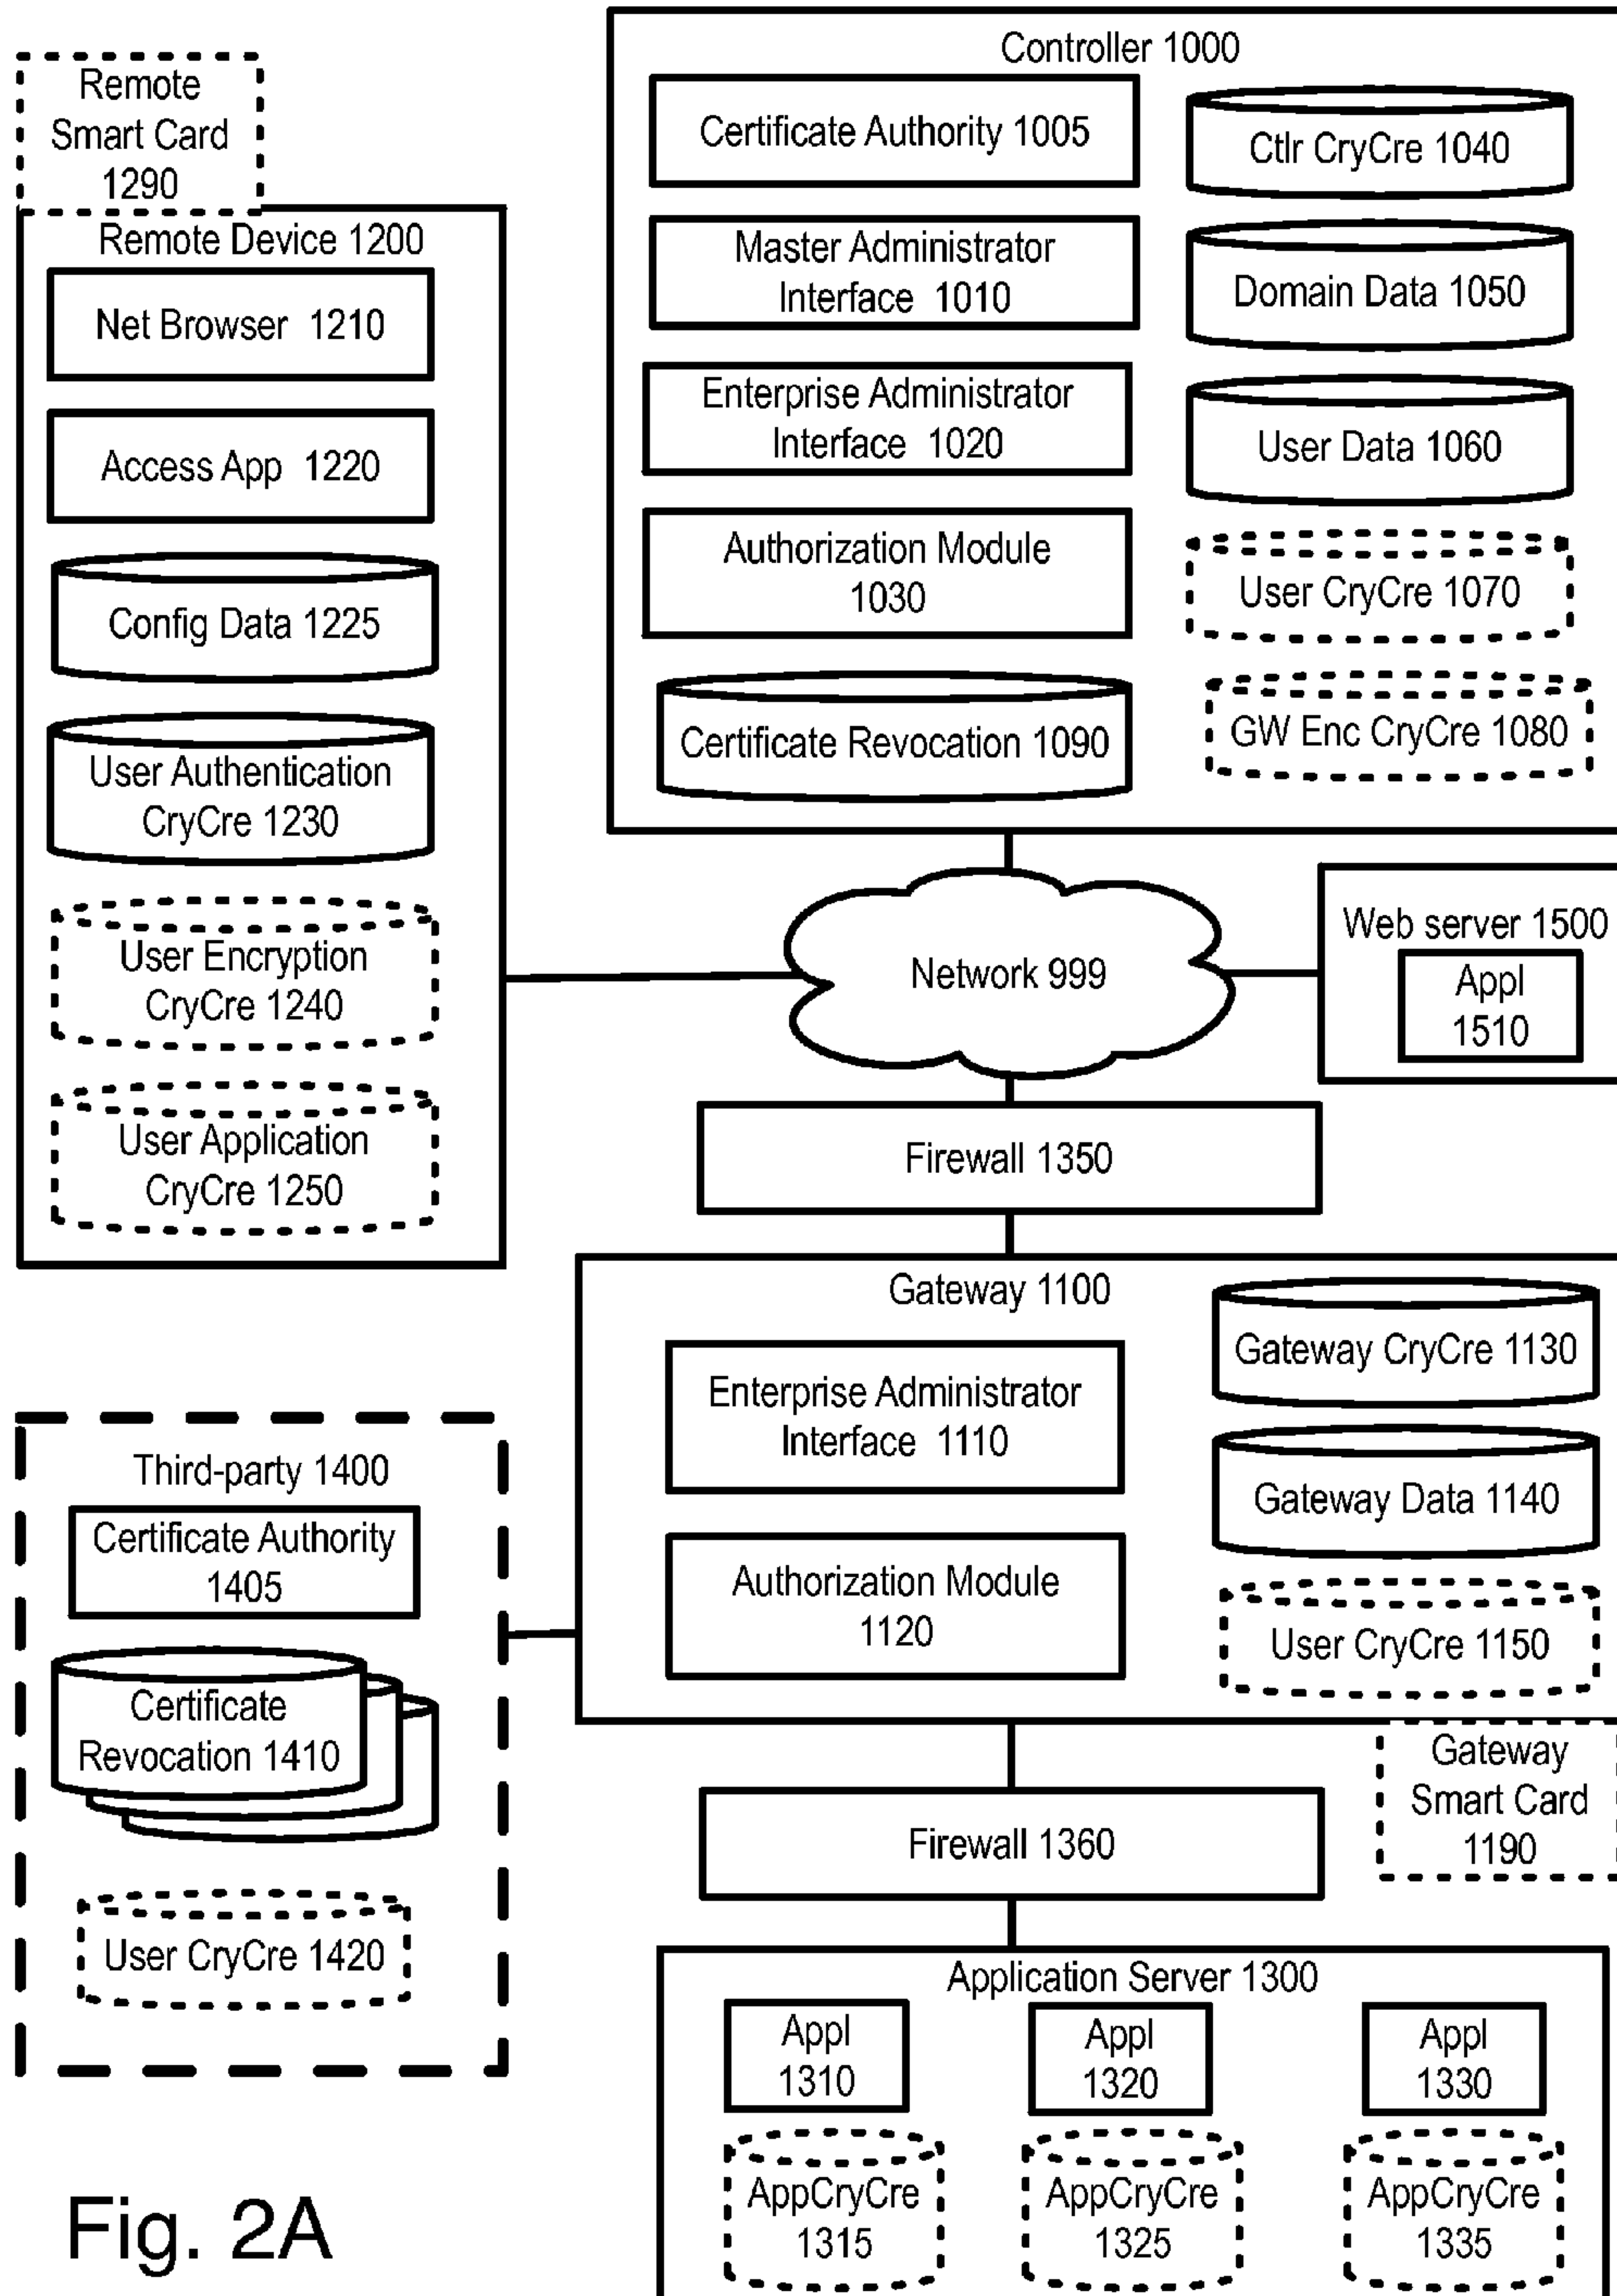 Remote
Smart Card
1290
Remote Device 1200
Net Browser 1210
Access App 1220
Config Data 1225
User Authentication
CryCre 1230
User Encryption
CryCre 1240
User Application
CryCre 1250
Controller 1000
Certificate Authority 1005
Master Administrator
Interface 1010
Enterprise Administrator
Interface 1020
Authorization Module
1030
Certificate Revocation 1090
Ctlr CryCre 1040
Domain Data 1050
User Data 1060
User CryCre 1070
GW Enc CryCre 1080
Network 999
Web server 1500
Appl
1510
Firewall 1350
Gateway 1100
Enterprise Administrator
Interface 1110
Authorization Module
1120
Gateway CryCre 1130
Gateway Data 1140
User CryCre 1150
Gateway
Smart Card
1190
Third-party 1400
Certificate Authority
1405
Certificate
Revocation 1410
User CryCre 1420
Firewall 1360
Application Server 1300
Appl
1310
Appl
1320
Appl
1330
AppCryCre
1315
AppCryCre
1325
AppCryCre
1335
Fig. 2A